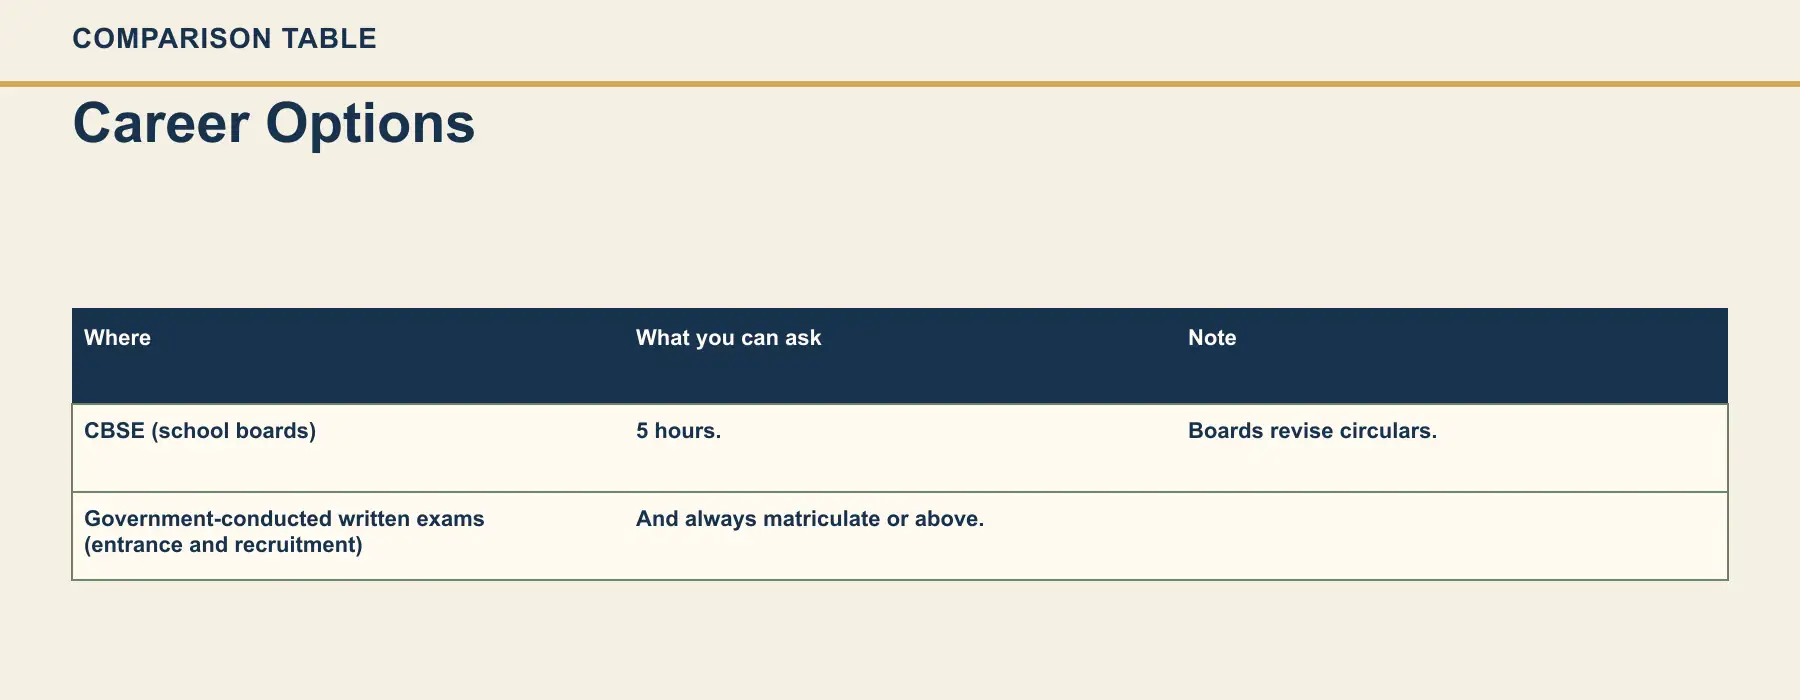 COMPARISON TABLE
Career Options
Where
What you can ask
Note
CBSE (school boards)
5 hours.
Boards revise circulars.
Government-conducted written exams
(entrance and recruitment)
And always matriculate or above.